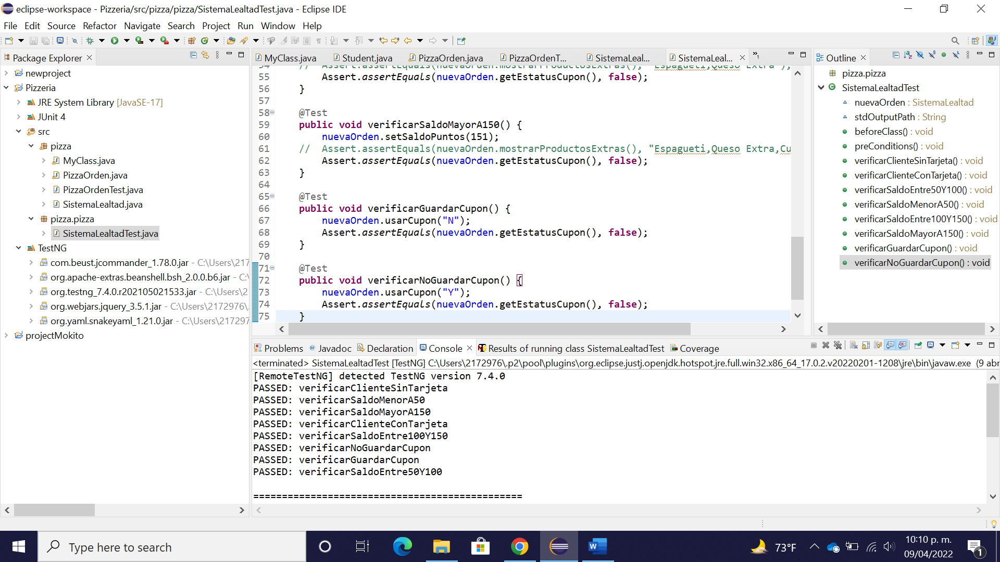 eclipse-workspace - Pizzeria/src/pizza/pizza/SistemaLealtadTest.java - Eclipse IDE
File Edit Source Refactor Navigate Search Project Run Window Help
Package Explorer
newproject
Pizzeria
JRE System Library [JavaSE-17]
JUnit 4
src
pizza
MyClass.java
PizzaOrden.java
PizzaOrdenTest.java
SistemaLealtad.java
pizza.pizza
SistemaLealtadTest.java
TestNG
com.beust.jcommander_1.78.0.jar - C:\Users\217
org.apache-extras.beanshell.bsh_2.0.0.b6.jar - C:\
org.testng_7.4.0.r202105021533.jar - C:\Users\2
org.webjars.jquery_3.5.1.jar - C:\Users\2172976\.
org.yaml.snakeyaml_1.21.0.jar - C:\Users\217297
projectMokito
MyClass.java Student.java PizzaOrden.java PizzaOrdenT... SistemaLeal... SistemaLeal... »1
54 // Assert.assertEquals(nuevaOrden.mostrarProductosExtras(), "Espagueti,Queso Extra");
55 Assert.assertEquals(nuevaOrden.getEstatusCupon(), false);
56 }
57
58 @Test
59 public void verificarSaldoMayorA150() {
60 nuevaOrden.setSaldoPuntos(151);
61 // Assert.assertEquals(nuevaOrden.mostrarProductosExtras(), "Espagueti,Queso Extra,Cu
62 Assert.assertEquals(nuevaOrden.getEstatusCupon(), false);
63 }
64
65 @Test
66 public void verificarGuardarCupon() {
67 nuevaOrden.usarCupon("N");
68 Assert.assertEquals(nuevaOrden.getEstatusCupon(), false);
69 }
70
71 @Test
72 public void verificarNoGuardarCupon() {
73 nuevaOrden.usarCupon("Y");
74 Assert.assertEquals(nuevaOrden.getEstatusCupon(), false);
75 }
Outline
pizza.pizza
SistemaLealtadTest
nuevaOrden : SistemaLealtad
stdOutputPath : String
beforeClass() : void
preConditions() : void
verificarClienteSinTarjeta() : void
verificarClienteConTarjeta() : void
verificarSaldoEntre50Y100() : void
verificarSaldoMenorA50() : void
verificarSaldoEntre100Y150() : void
verificarSaldoMayorA150() : void
verificarGuardarCupon() : void
verificarNoGuardarCupon() : void
Problems Javadoc Declaration Console Results of running class SistemaLealtadTest Coverage
<terminated> SistemaLealtadTest [TestNG] C:\Users\2172976\.p2\pool\plugins\org.eclipse.justj.openjdk.hotspot.jre.full.win32.x86_64_17.0.2.v20220201-1208\jre\bin\javaw.exe (9 abr
[RemoteTestNG] detected TestNG version 7.4.0
PASSED: verificarClienteSinTarjeta
PASSED: verificarSaldoMenorA50
PASSED: verificarSaldoMayorA150
PASSED: verificarClienteConTarjeta
PASSED: verificarSaldoEntre100Y150
PASSED: verificarNoGuardarCupon
PASSED: verificarGuardarCupon
PASSED: verificarSaldoEntre50Y100
===============================================
Type here to search
73°F
10:10 p. m.
09/04/2022
1